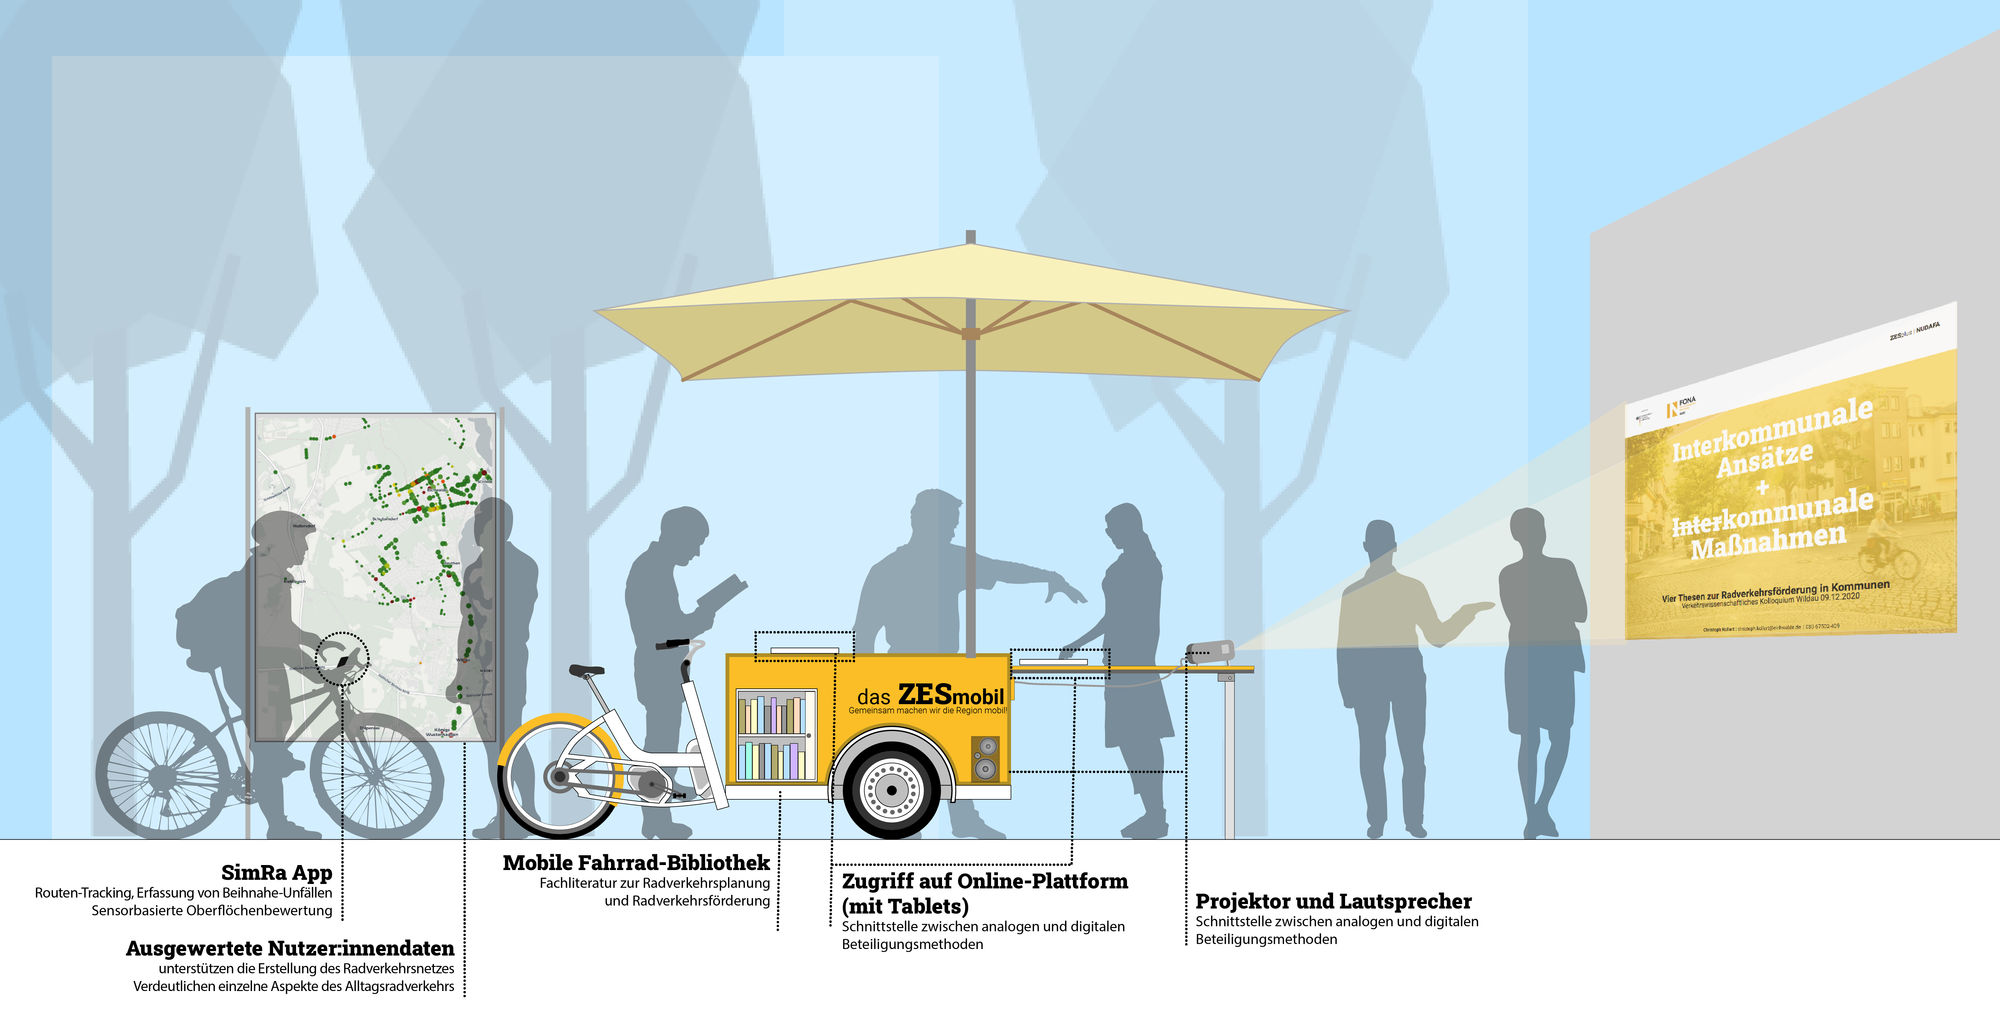 ZESplus | NUDAFA
FONA
Interkommunale
Ansätze
+
Interkommunale
Maßnahmen
Vier Thesen zur Radverkehrsförderung in Kommunen
Verkehrswissenschaftliches Kolloquium Wildau 09.12.2020
das ZESmobil
Gemeinsam machen wir die Region mobil!
Königs
Wusterhausen
SimRa App
Routen-Tracking, Erfassung von Beihnahe-Unfällen
Sensorbasierte Oberflöchenbewertung
Ausgewertete Nutzer:innendaten
unterstützen die Erstellung des Radverkehrsnetzes
Verdeutlichen einzelne Aspekte des Alltagsradverkehrs
Mobile Fahrrad-Bibliothek
Fachliteratur zur Radverkehrsplanung
und Radverkehrsförderung
Zugriff auf Online-Plattform
(mit Tablets)
Schnittstelle zwischen analogen und digitalen
Beteiligungsmethoden
Projektor und Lautsprecher
Schnittstelle zwischen analogen und digitalen
Beteiligungsmethoden